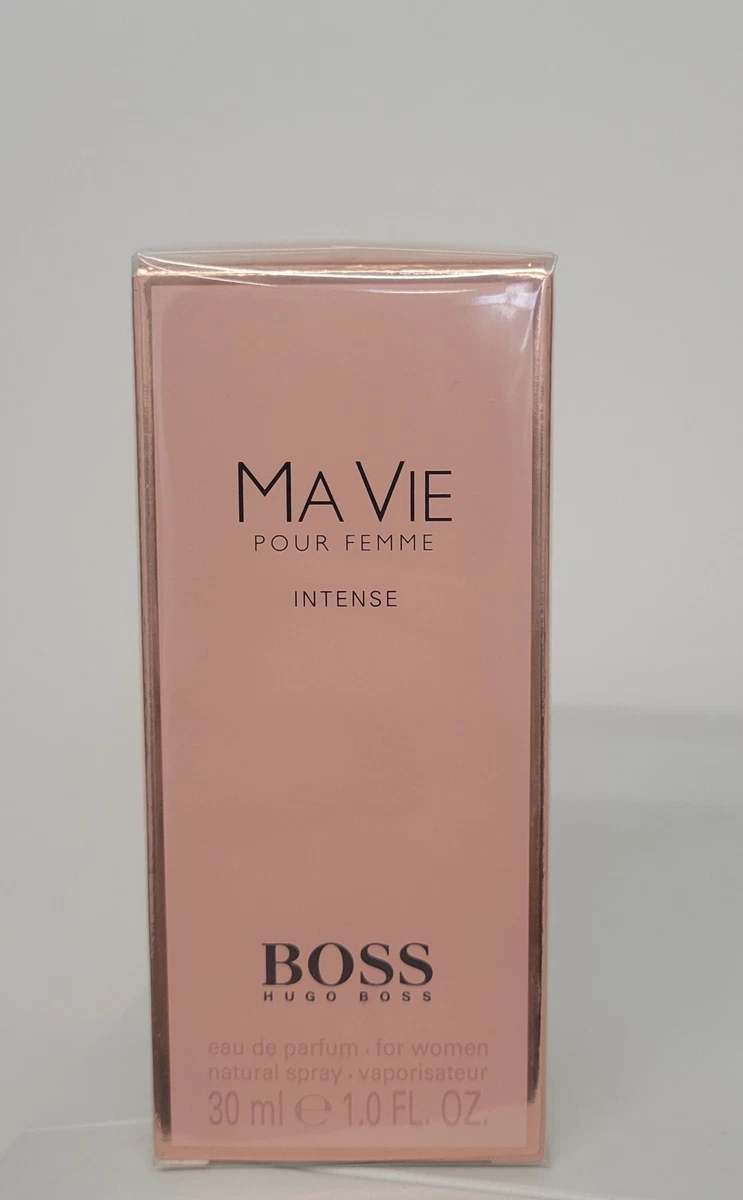 MA VIE
POUR FEMME
INTENSE
BOSS
HUGO BOSS
eau de parfum · for women
natural spray · vaporisateur
30 ml ℮ 1.0 FL. OZ.